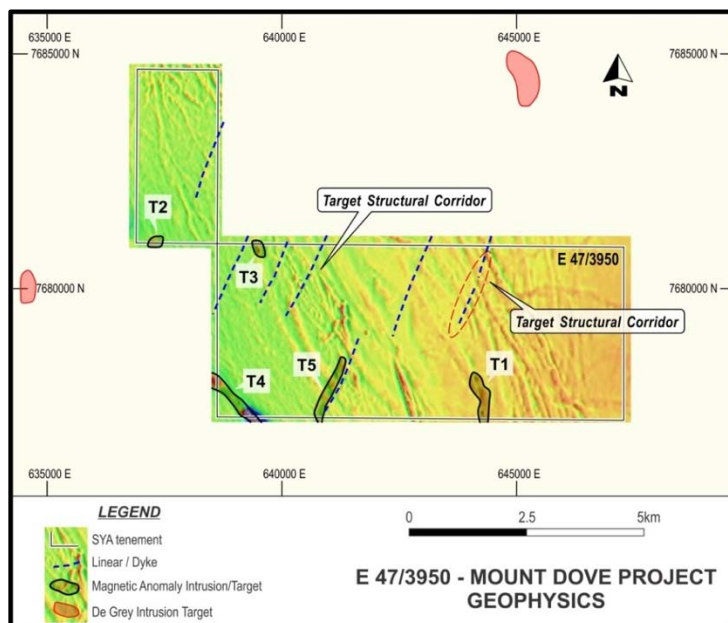 635000 E
640000 E
645000 E
7685000 N
7685000 N
N
T2
Target Structural Corridor
T3
E 47/3950
7680000 N
7680000 N
Target Structural Corridor
T5
T1
T4
635000 E
640000 E
645000 E
LEGEND
SYA tenement
Linear / Dyke
Magnetic Anomaly Intrusion/Target
De Grey Intrusion Target
0
2.5
5km
E 47/3950 - MOUNT DOVE PROJECT
GEOPHYSICS